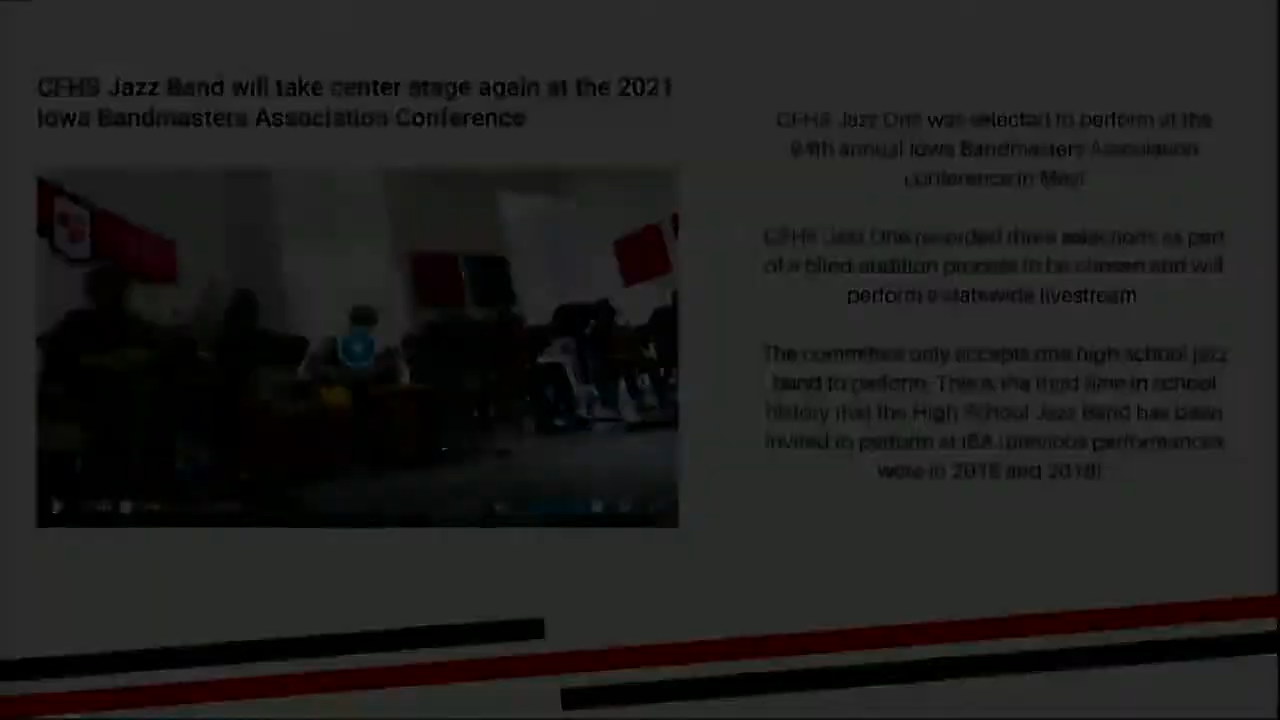 CFHS Jazz Band will take center stage again at the 2021
Iowa Bandmasters Association Conference
CFHS Jazz One was selected to perform at the
annual Iowa Bandmasters Association
Conference in May!
CFHS Jazz One recorded three selections as part
of a blind audition process to be chosen and will
perform a statewide livestream
The committee only accepts one high school jazz
band to perform. This is the third time in school
history that the High School Jazz Band has been
invited to perform at IBA (previous performances
were in and